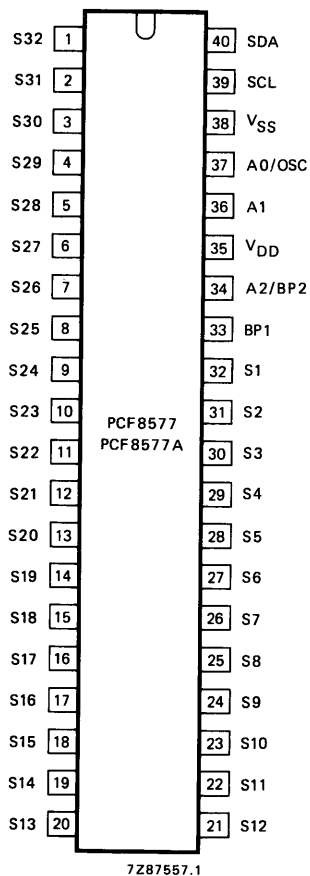 S32 1 40 SDA
S31 2 39 SCL
S30 3 38 VSS
S29 4 37 A0/OSC
S28 5 36 A1
S27 6 35 VDD
S26 7 34 A2/BP2
S25 8 33 BP1
S24 9 32 S1
S23 10 31 S2
PCF8577
PCF8577A
S22 11 30 S3
S21 12 29 S4
S20 13 28 S5
S19 14 27 S6
S18 15 26 S7
S17 16 25 S8
S16 17 24 S9
S15 18 23 S10
S14 19 22 S11
S13 20 21 S12
7Z87557.1